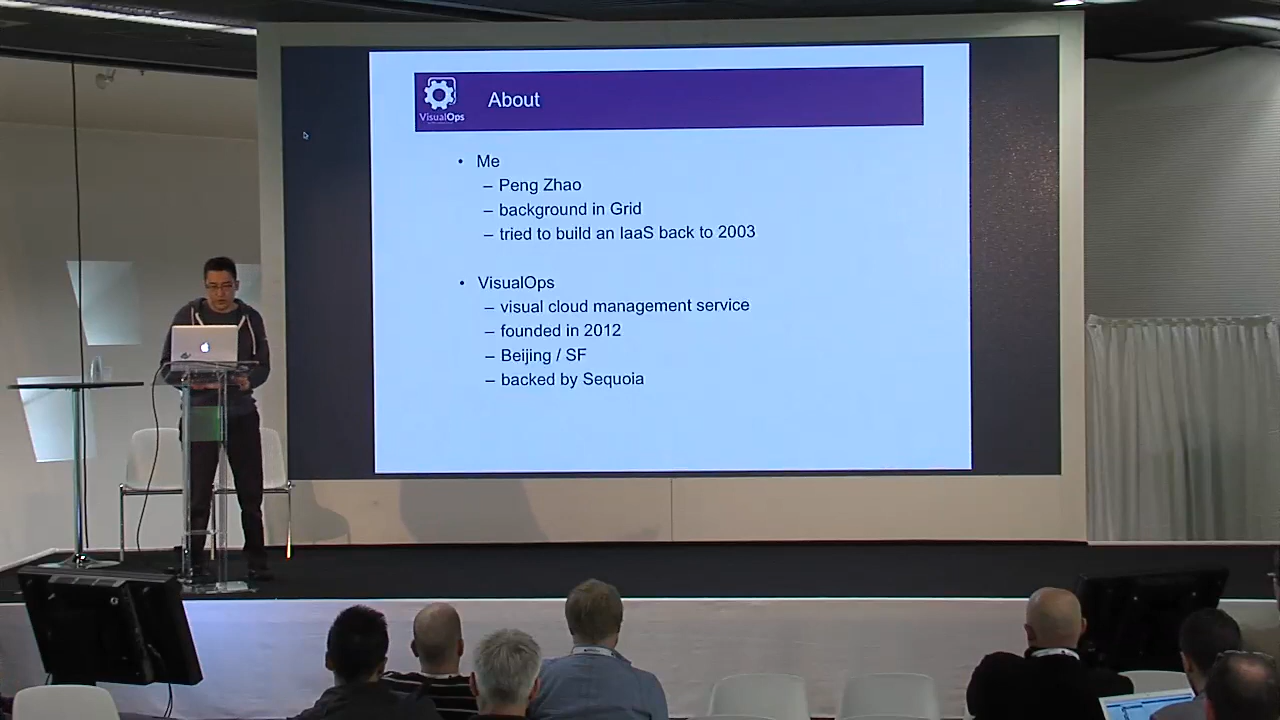 VisualOps
About
• Me
– Peng Zhao
– background in Grid
– tried to build an IaaS back to 2003
• VisualOps
– visual cloud management service
– founded in 2012
– Beijing / SF
– backed by Sequoia